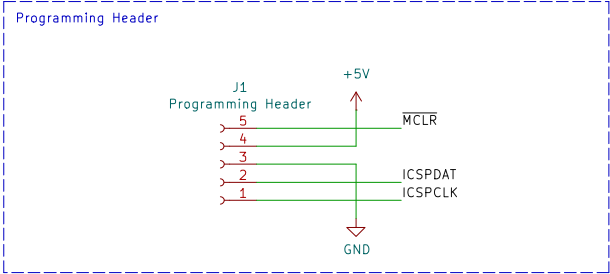 Programming Header
+5V
J1
Programming Header
5
MCLR
4
3
2
ICSPDAT
1
ICSPCLK
GND